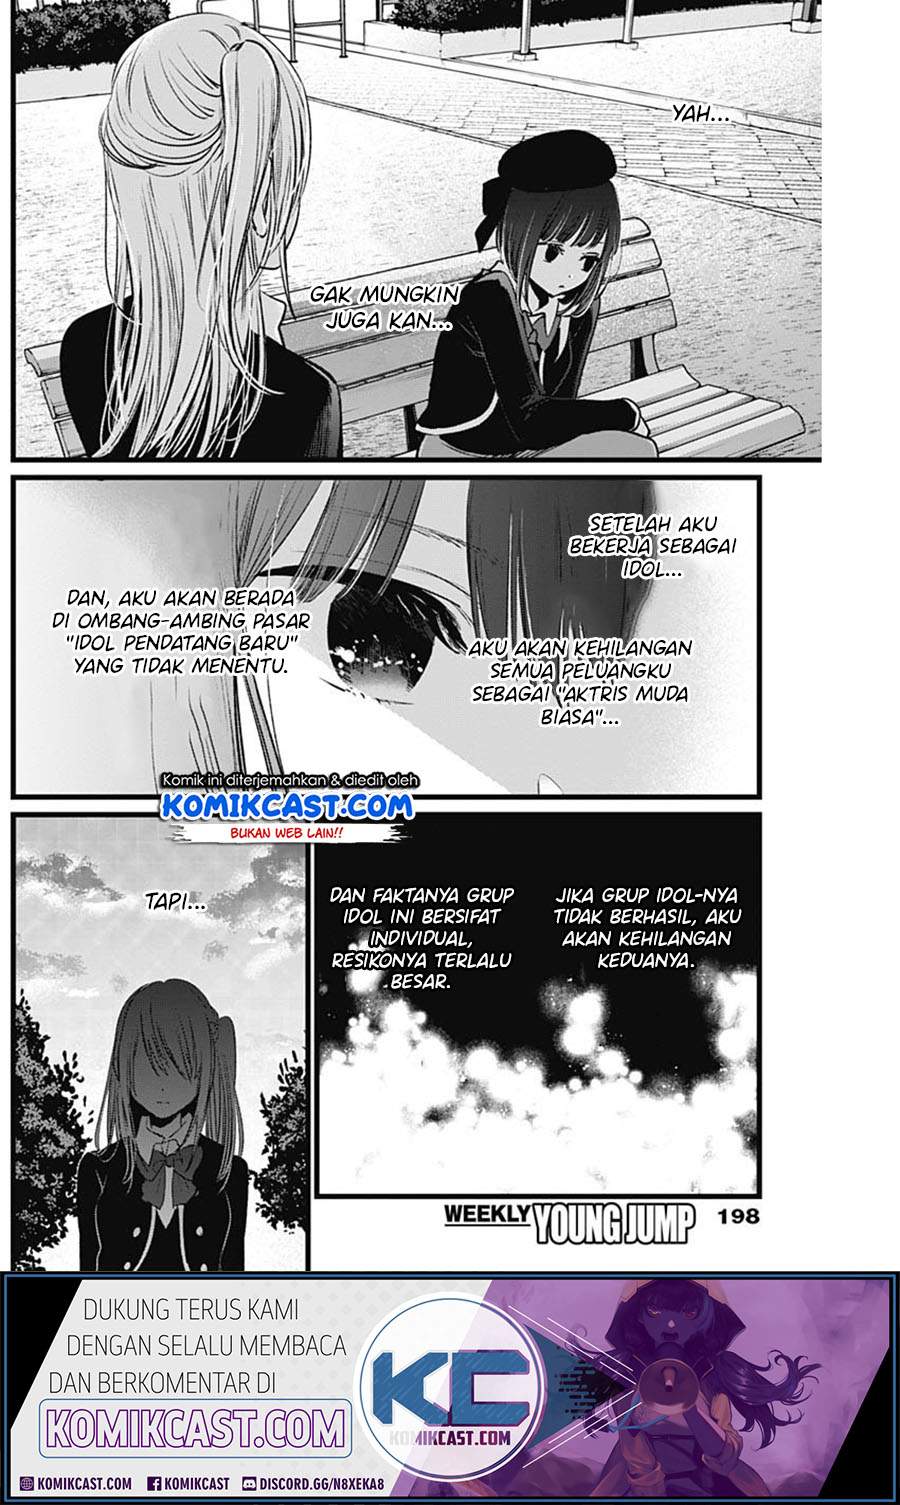 YAH...
GAK MUNGKIN
JUGA KAN...
SETELAH AKU
BEKERJA SEBAGAI
IDOL...
AKU AKAN KEHILANGAN
SEMUA PELUANGKU
SEBAGAI "AKTRIS MUDA
BIASA"...
DAN, AKU AKAN BERADA
DI OMBANG-AMBING PASAR
"IDOL PENDATANG BARU"
YANG TIDAK MENENTU.
Komik ini diterjemahkan & diedit oleh
KOMIKCAST.COM
BUKAN WEB LAIN!!
JIKA GRUP IDOL-NYA
TIDAK BERHASIL, AKU
AKAN KEHILANGAN
KEDUANYA.
DAN FAKTANYA GRUP
IDOL INI BERSIFAT
INDIVIDUAL,
RESIKONYA TERLALU
BESAR.
TAPI...
WEEKLY YOUNG JUMP 198
DUKUNG TERUS KAMI
DENGAN SELALU MEMBACA
DAN BERKOMENTAR DI
KOMIKCAST.COM
KOMIKCAST.COM KOMIKCAST DISCORD.GG/N8XEKA8
KC
KOMIKCAST.COM